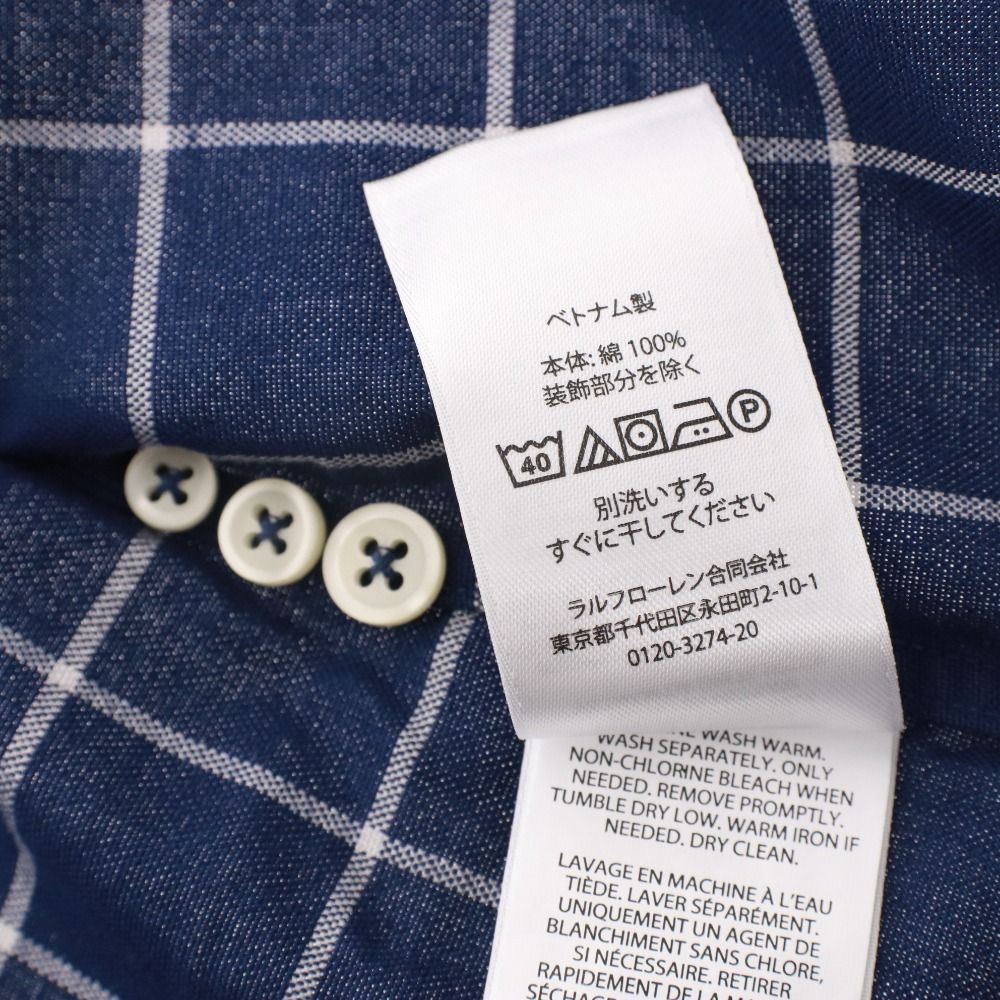 ベトナム製
本体: 綿 100%
装飾部分を除く
40 P
別洗いする
すぐに干してください
ラルフローレン合同会社
東京都千代田区永田町2-10-1
0120-3274-20
WASH WARM.
WASH SEPARATELY. ONLY
NON-CHLORINE BLEACH WHEN
NEEDED. REMOVE PROMPTLY.
TUMBLE DRY LOW. WARM IRON IF
NEEDED. DRY CLEAN.
LAVAGE EN MACHINE À L'EAU
TIÈDE. LAVER SÉPARÉMENT.
UNIQUEMENT UN AGENT DE
BLANCHIMENT SANS CHLORE,
SI NÉCESSAIRE. RETIRER
RAPIDEMENT DE LA